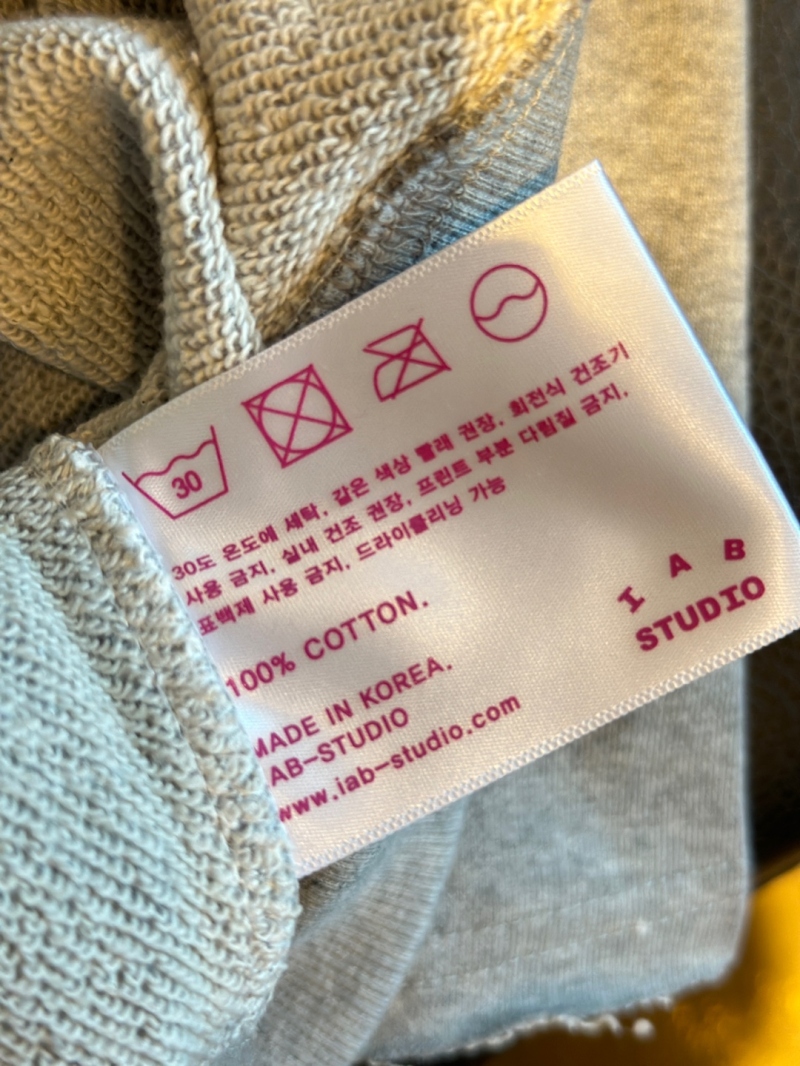 30
30도 온도에 세탁, 같은 색상 빨래 권장, 회전식 건조기
사용 금지, 실내 건조 권장, 프린트 부분 다림질 금지,
표백제 사용 금지, 드라이클리닝 가능
100% COTTON.
MADE IN KOREA.
IAB-STUDIO
www.iab-studio.com
I A B
STUDIO